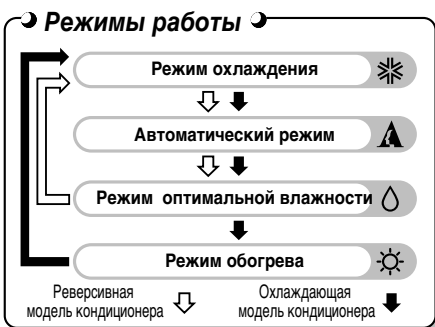 Режимы работы
Режим охлаждения
Автоматический режим
Режим оптимальной влажности
Режим обогрева
Реверсивная
модель кондиционера
Охлаждающая
модель кондиционера